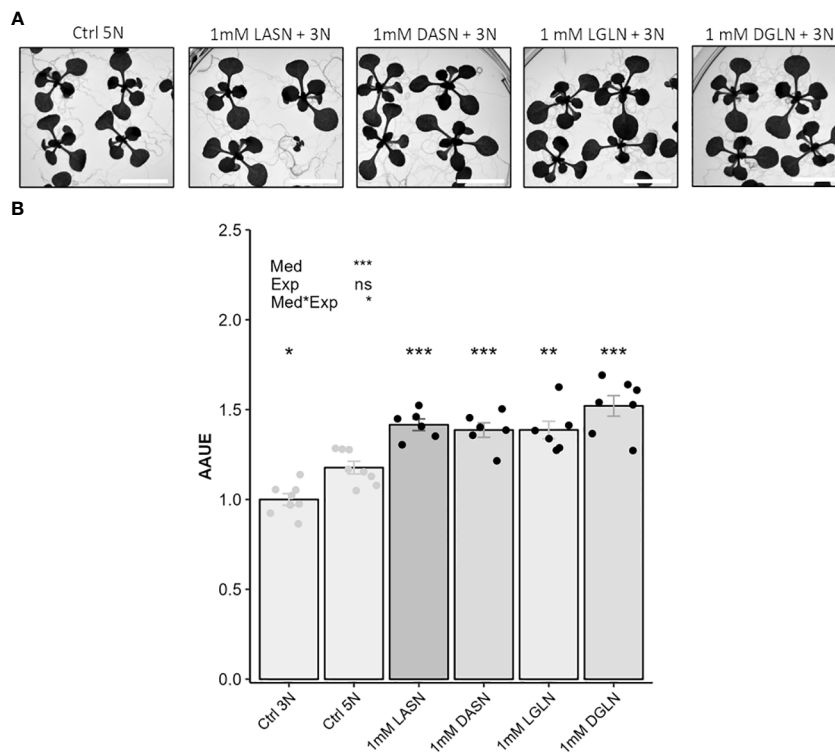 A
Ctrl 5N
1mM LASN + 3N
1mM DASN + 3N
1 mM LGLN + 3N
1 mM DGLN + 3N
B
2.5
2.0
1.5
1.0
0.5
0.0
AAUE
Med ***
Exp ns
Med*Exp *
* *** *** ** ***
Ctrl 3N
Ctrl 5N
1mM LASN
1mM DASN
1mM LGLN
1mM DGLN